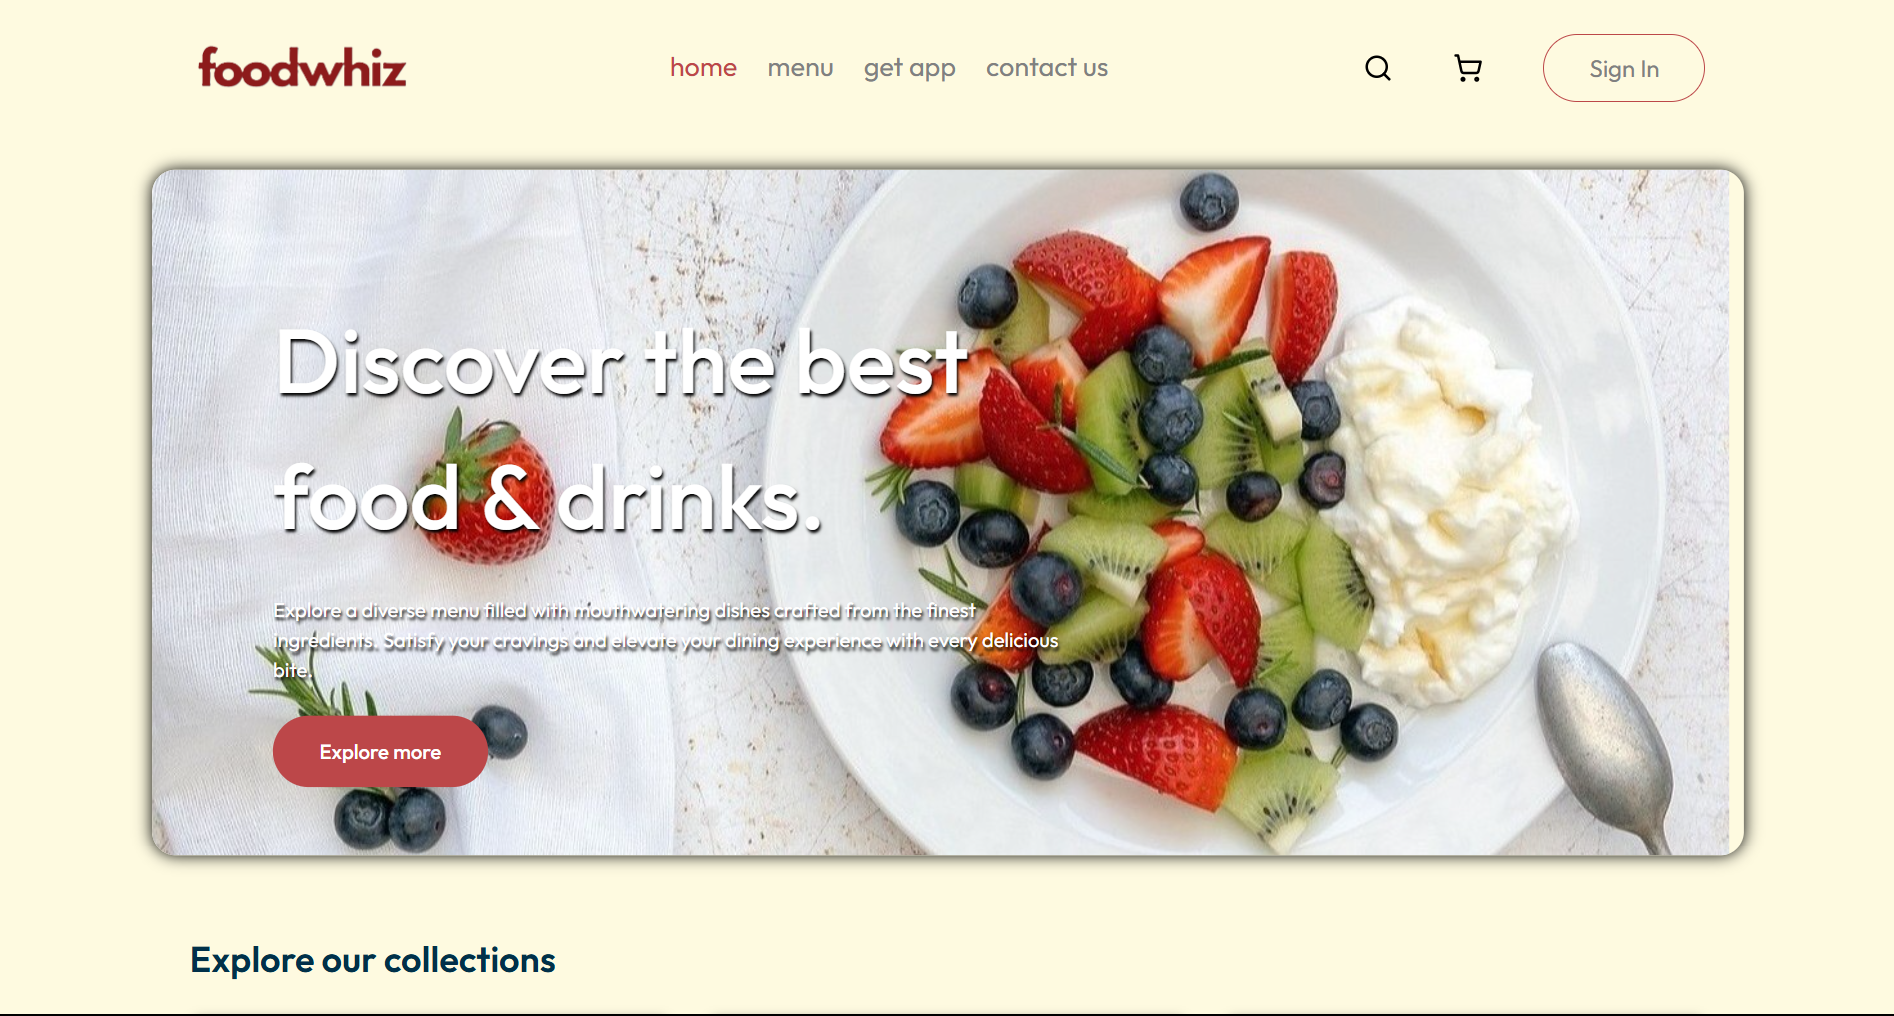 foodwhiz
home menu get app contact us
Sign In
Discover the best
food & drinks.
Explore a diverse menu filled with mouthwatering dishes crafted from the finest
ingredients. Satisfy your cravings and elevate your dining experience with every delicious
bite.
Explore more
Explore our collections